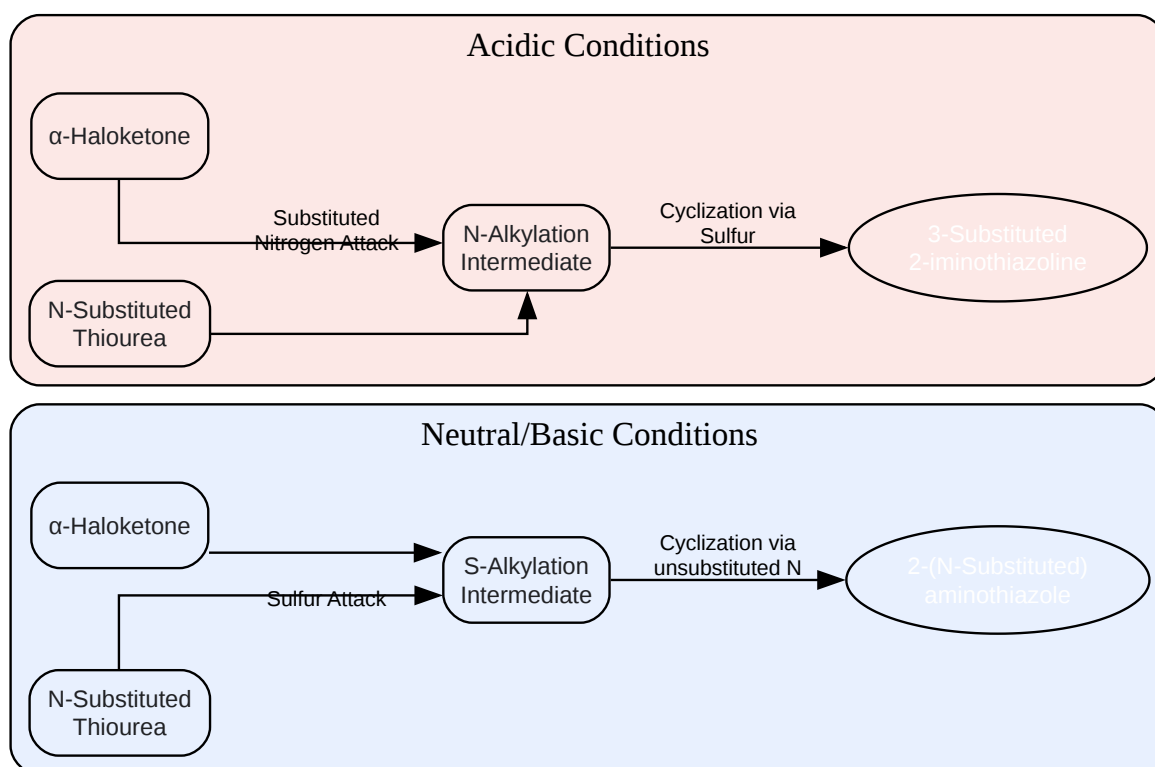 Acidic Conditions
α-Haloketone
Substituted
Nitrogen Attack
N-Alkylation
Intermediate
Cyclization via
Sulfur
3-Substituted
2-iminothiazoline
N-Substituted
Thiourea
Neutral/Basic Conditions
α-Haloketone
Sulfur Attack
S-Alkylation
Intermediate
Cyclization via
unsubstituted N
2-(N-Substituted)
aminothiazole
N-Substituted
Thiourea